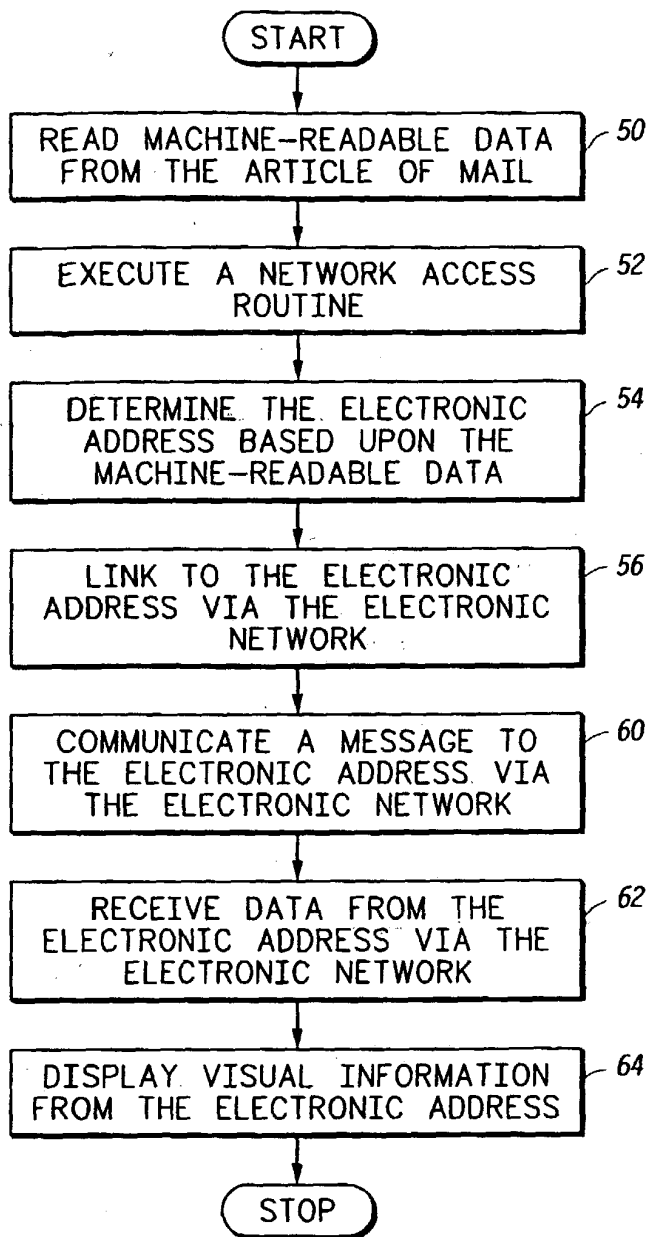 START
READ MACHINE-READABLE DATA
FROM THE ARTICLE OF MAIL
50
EXECUTE A NETWORK ACCESS
ROUTINE
52
DETERMINE THE ELECTRONIC
ADDRESS BASED UPON THE
MACHINE-READABLE DATA
54
LINK TO THE ELECTRONIC
ADDRESS VIA THE ELECTRONIC
NETWORK
56
COMMUNICATE A MESSAGE TO
THE ELECTRONIC ADDRESS VIA
THE ELECTRONIC NETWORK
60
RECEIVE DATA FROM THE
ELECTRONIC ADDRESS VIA THE
ELECTRONIC NETWORK
62
DISPLAY VISUAL INFORMATION
FROM THE ELECTRONIC ADDRESS
64
STOP